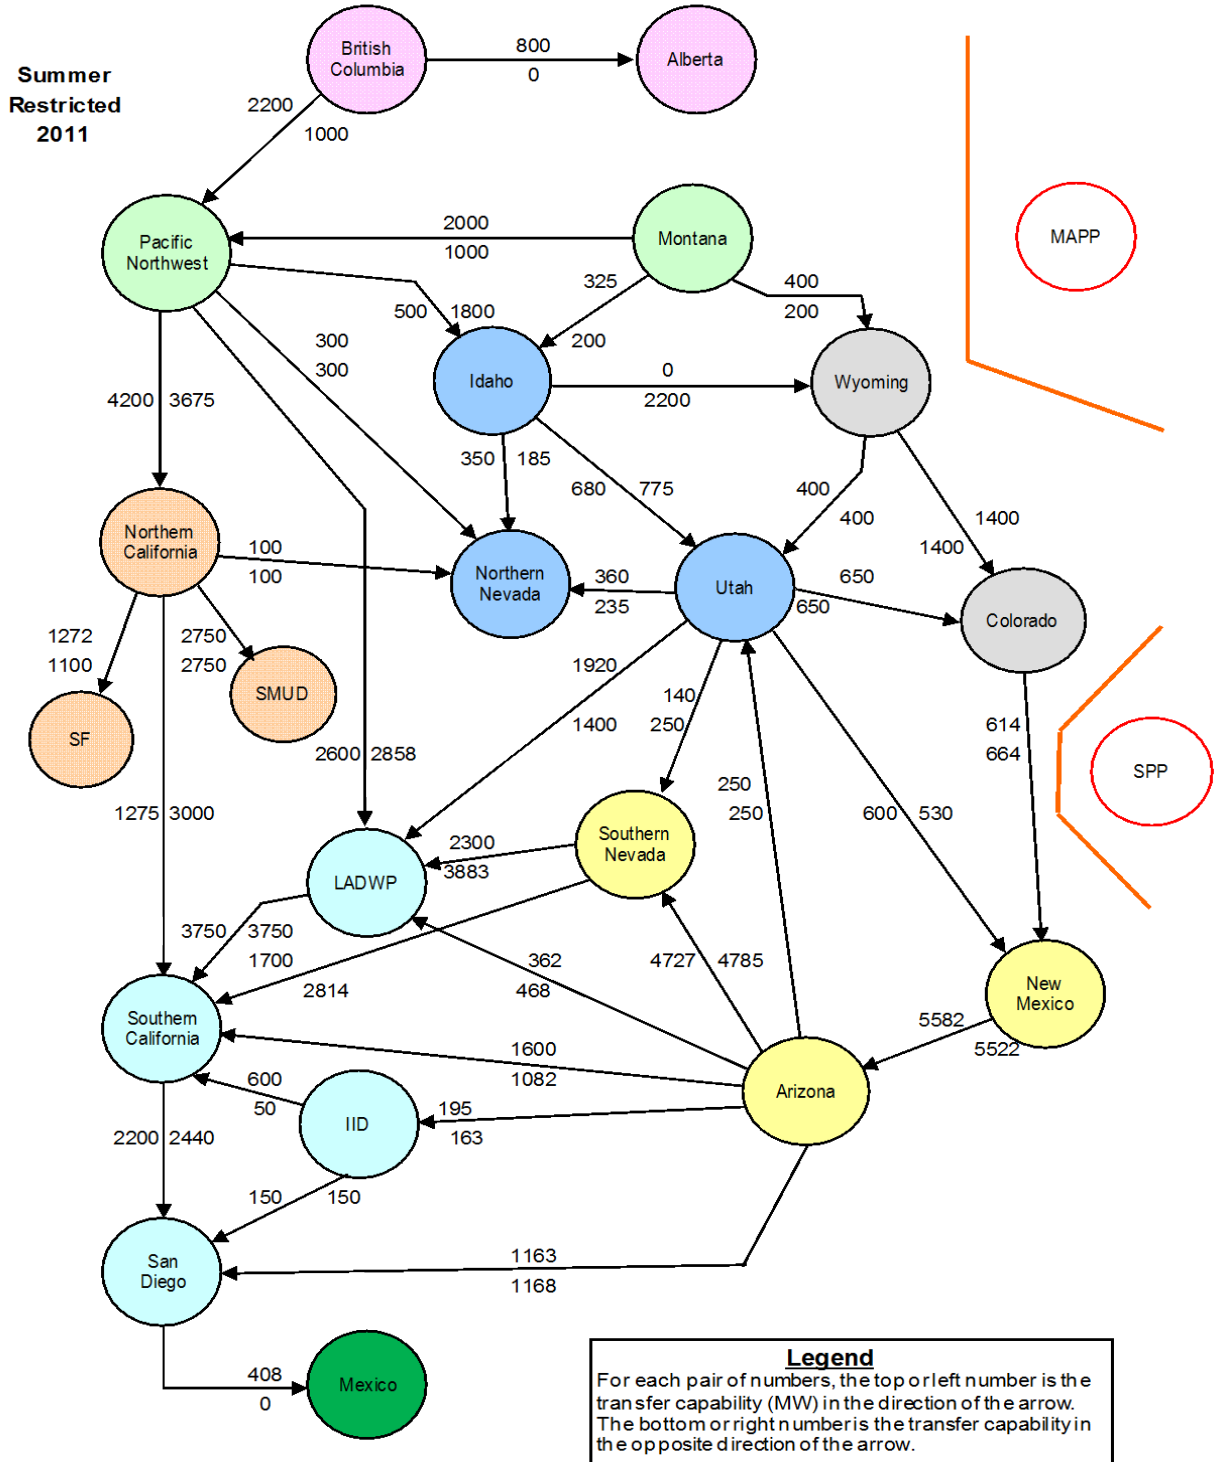 Summer
Restricted
2011
British
Columbia
800
0
Alberta
2200
1000
Pacific
Northwest
2000
1000
Montana
MAPP
325
200
400
200
500 1800
300
300
Idaho
0
2200
Wyoming
4200 3675
350 185
680 775
400
400
1400
1400
Northern
California
100
100
Northern
Nevada
360
235
Utah
650
650
Colorado
1272
1100
2750
2750
SF
SMUD
1920
1400
140
250
2600 2858
614
664
SPP
1275 3000
250
250
600 530
Southern
Nevada
2300
3883
LADWP
3750 3750
1700
2814
362
468
4727 4785
New
Mexico
5582
5522
Southern
California
1600
1082
Arizona
600
50
IID
195
163
2200 2440
150 150
San
Diego
1163
1168
408
0
Mexico
Legend
For each pair of numbers, the top or left number is the
transfer capability (MW) in the direction of the arrow.
The bottom or right number is the transfer capability in
the opposite direction of the arrow.